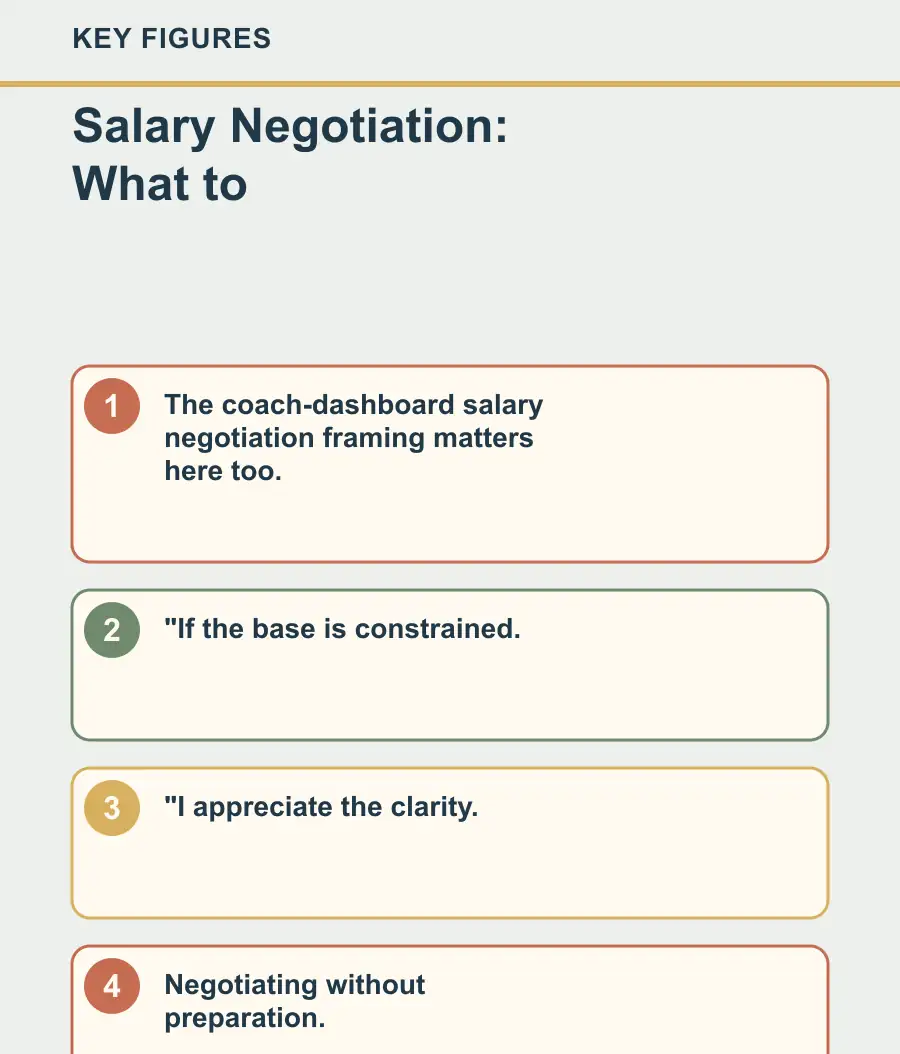 KEY FIGURES
Salary Negotiation:
What to
1
The coach-dashboard salary
negotiation framing matters
here too.
2
"If the base is constrained.
3
"I appreciate the clarity.
4
Negotiating without
preparation.